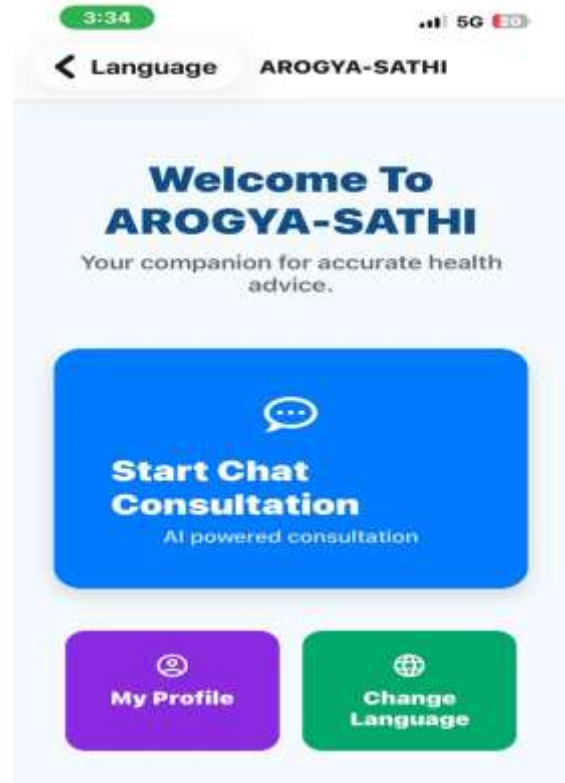 3:34 5G 20
Language AROGYA-SATHI
Welcome To
AROGYA-SATHI
Your companion for accurate health
advice.
Start Chat
Consultation
AI powered consultation
My Profile
Change
Language